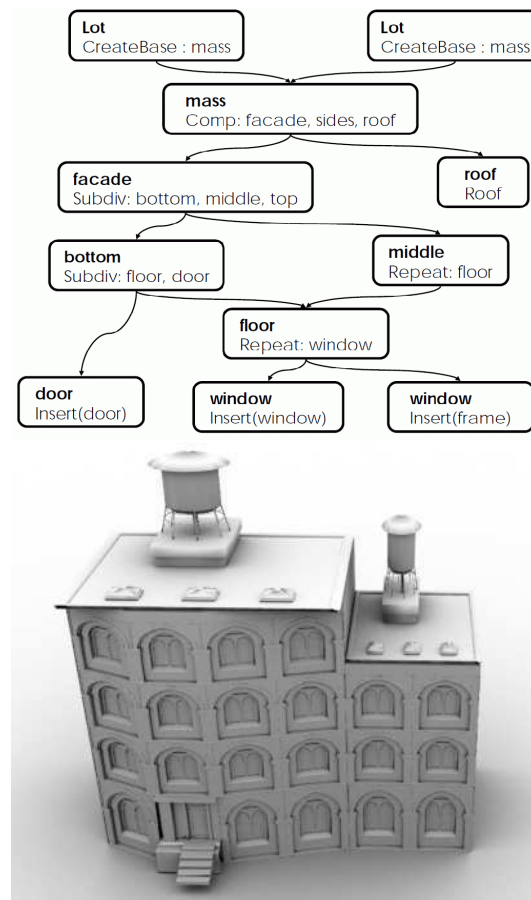 Lot
CreateBase : mass
Lot
CreateBase : mass
mass
Comp: facade, sides, roof
facade
Subdiv: bottom, middle, top
roof
Roof
bottom
Subdiv: floor, door
middle
Repeat: floor
floor
Repeat: window
door
Insert(door)
window
Insert(window)
window
Insert(frame)